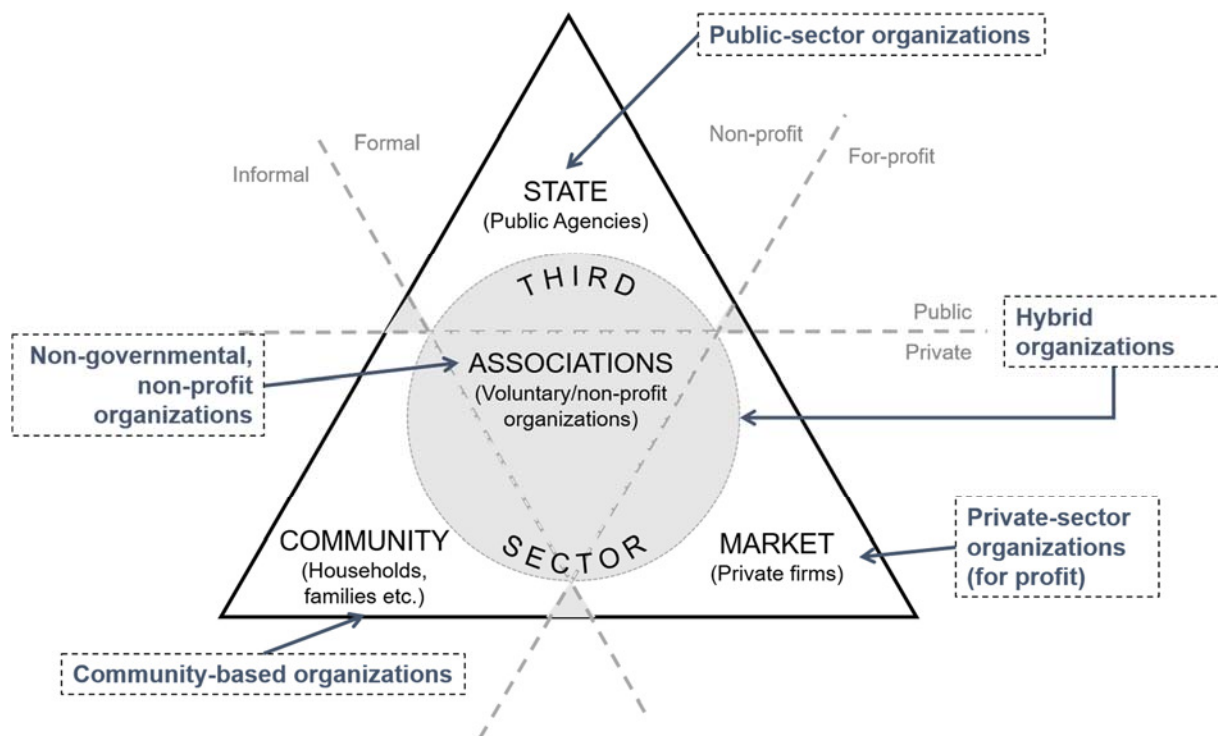 Public-sector organizations
Formal
Informal
Non-profit
For-profit
STATE
(Public Agencies)
THIRD
Public
Private
Hybrid
organizations
Non-governmental,
non-profit
organizations
ASSOCIATIONS
(Voluntary/non-profit
organizations)
Private-sector
organizations
(for profit)
COMMUNITY
(Households,
families etc.)
SECTOR
MARKET
(Private firms)
Community-based organizations